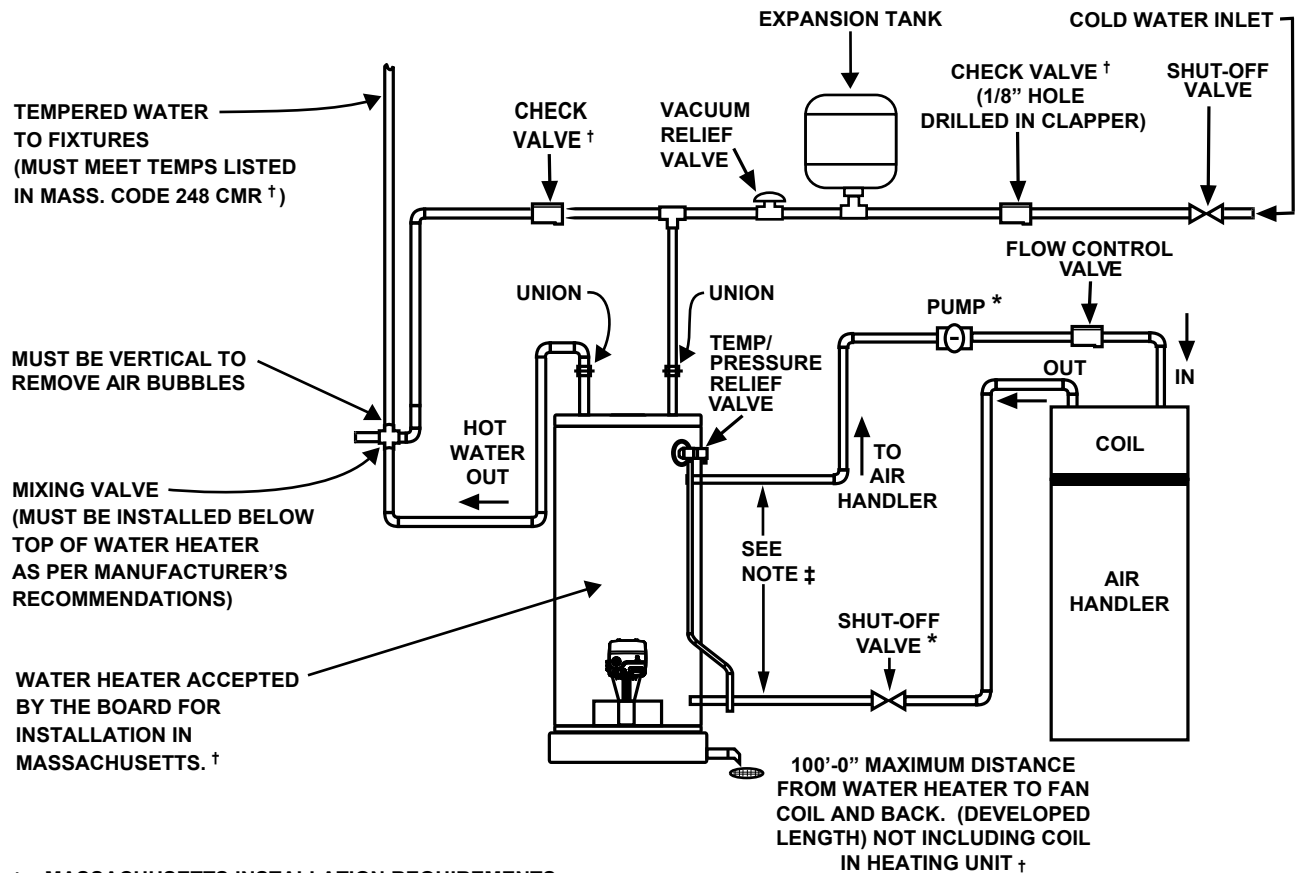 EXPANSION TANK
COLD WATER INLET
TEMPERED WATER
TO FIXTURES
(MUST MEET TEMPS LISTED
IN MASS. CODE 248 CMR †)
CHECK
VALVE †
VACUUM
RELIEF
VALVE
CHECK VALVE †
(1/8” HOLE
DRILLED IN CLAPPER)
SHUT-OFF
VALVE
FLOW CONTROL
VALVE
UNION
UNION
PUMP *
MUST BE VERTICAL TO
REMOVE AIR BUBBLES
TEMP/
PRESSURE
RELIEF
VALVE
OUT
IN
HOT
WATER
OUT
TO
AIR
HANDLER
COIL
MIXING VALVE
(MUST BE INSTALLED BELOW
TOP OF WATER HEATER
AS PER MANUFACTURER’S
RECOMMENDATIONS)
SEE
NOTE ‡
AIR
HANDLER
SHUT-OFF
VALVE *
WATER HEATER ACCEPTED
BY THE BOARD FOR
INSTALLATION IN
MASSACHUSETTS. †
100’-0” MAXIMUM DISTANCE
FROM WATER HEATER TO FAN
COIL AND BACK. (DEVELOPED
LENGTH) NOT INCLUDING COIL
IN HEATING UNIT †
MASSACHUSETTS INSTALLATION REQUIREMENTS